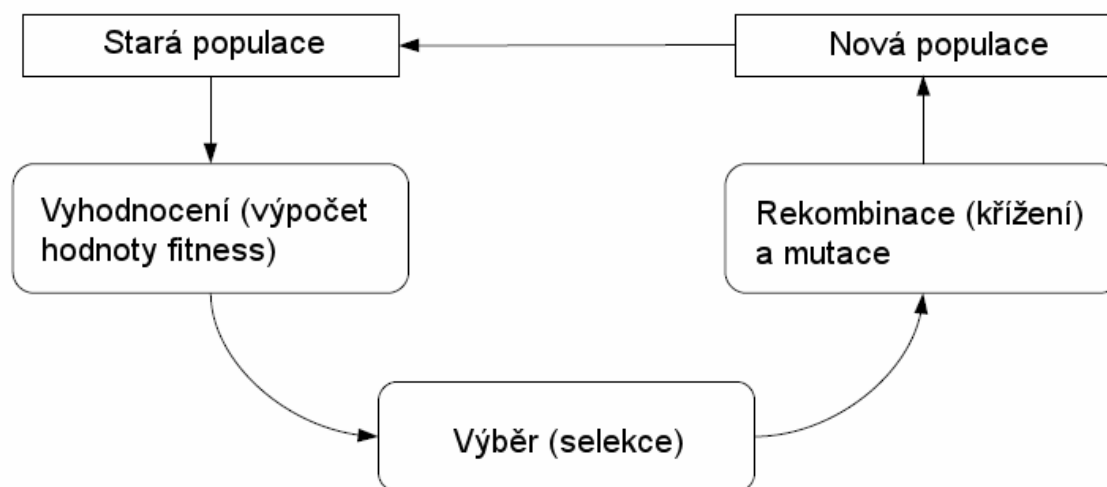 Stará populace
Nová populace
Vyhodnocení (výpočet
hodnoty fitness)
Rekombinace (křížení)
a mutace
Výběr (selekce)